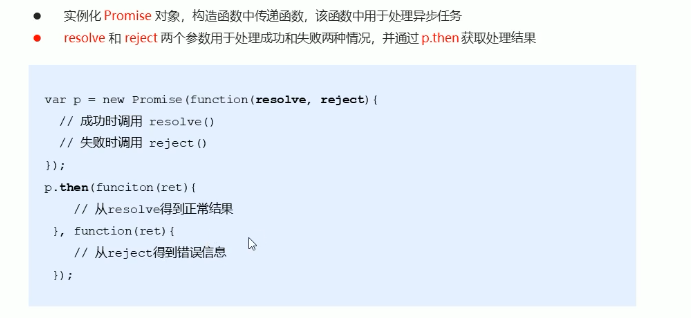 实例化 Promise 对象，构造函数中传递函数，该函数中用于处理异步任务
resolve 和 reject 两个参数用于处理成功和失败两种情况，并通过 p.then 获取处理结果
var p = new Promise(function(resolve, reject){
// 成功时调用 resolve()
// 失败时调用 reject()
});
p.then(funciton(ret){
// 从resolve得到正常结果
}, function(ret){
// 从reject得到错误信息
});